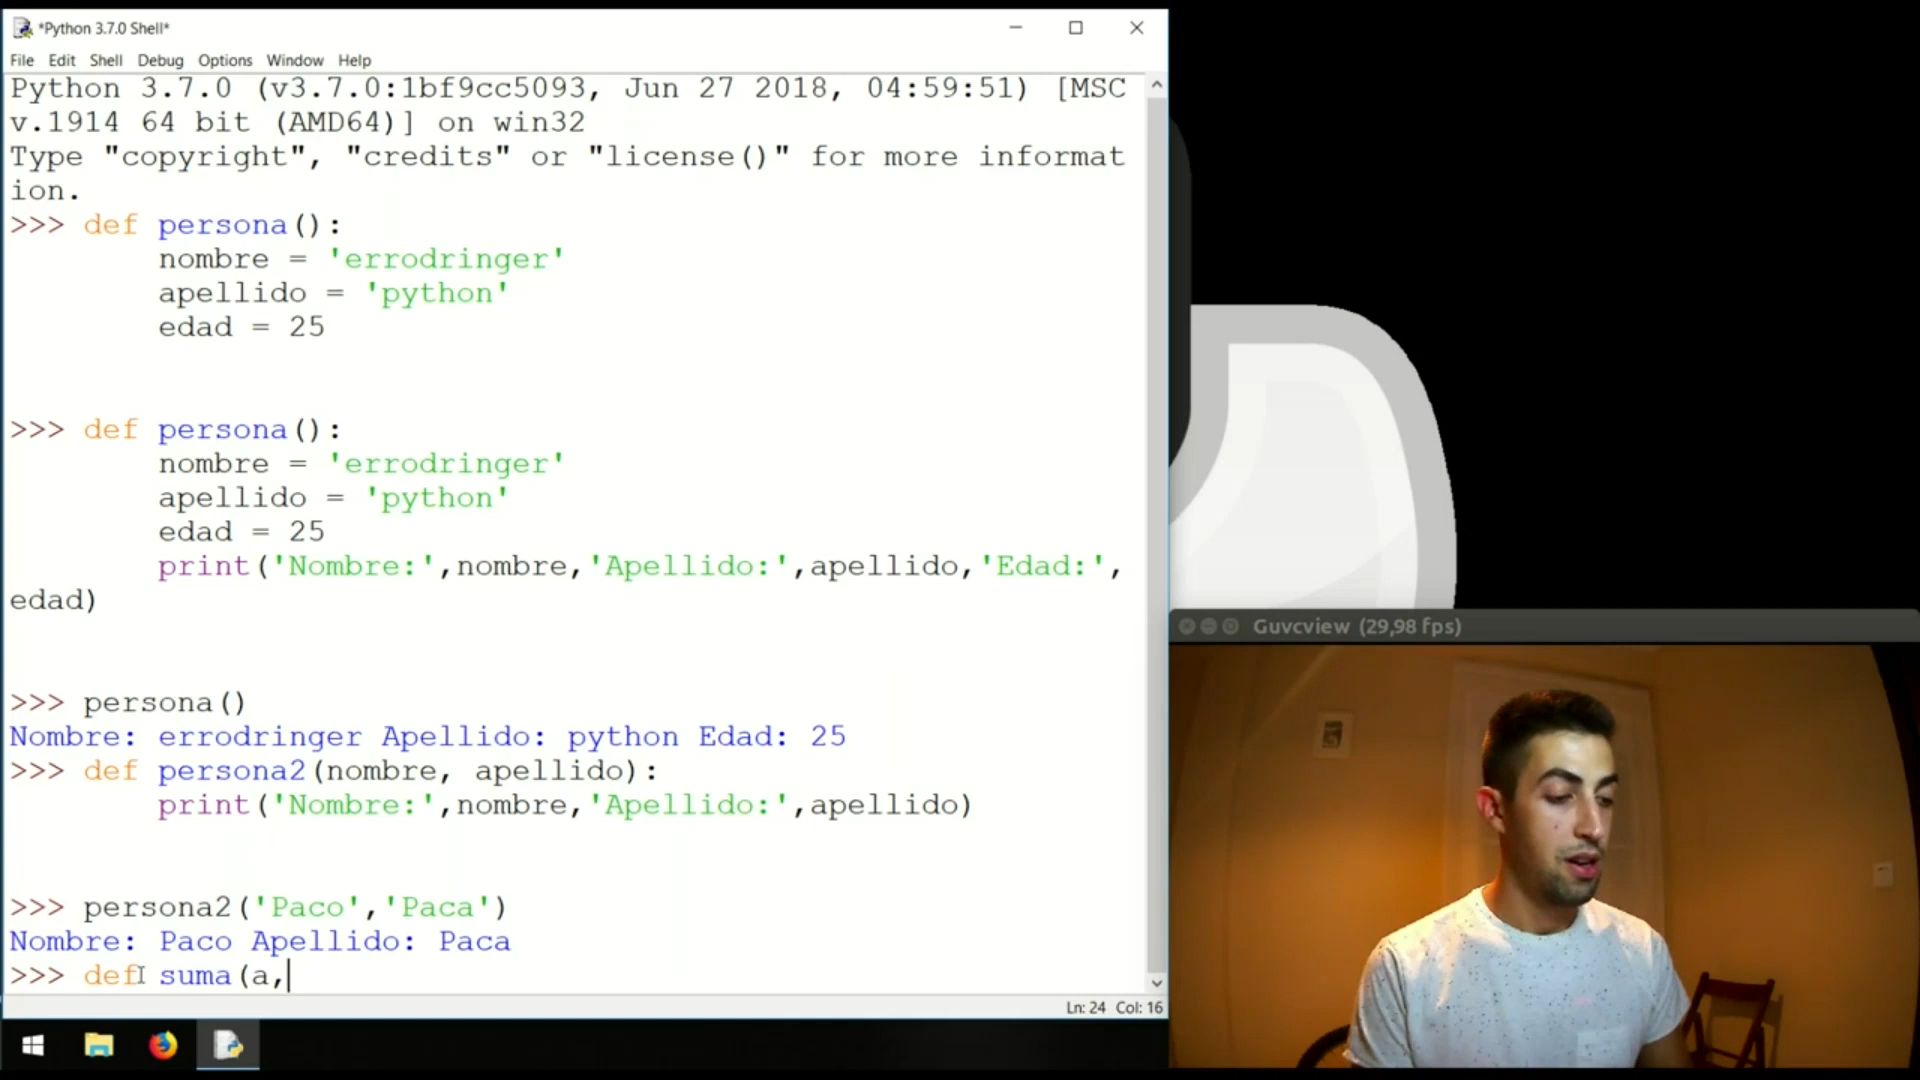 *Python 3.7.0 Shell*
File Edit Shell Debug Options Window Help
Python 3.7.0 (v3.7.0:1bf9cc5093, Jun 27 2018, 04:59:51) [MSC
v.1914 64 bit (AMD64)] on win32
Type "copyright", "credits" or "license()" for more informat
ion.
>>> def persona():
nombre = 'errodringer'
apellido = 'python'
edad = 25
>>> def persona():
nombre = 'errodringer'
apellido = 'python'
edad = 25
print('Nombre:',nombre,'Apellido:',apellido,'Edad:',
edad)
>>> persona()
Nombre: errodringer Apellido: python Edad: 25
>>> def persona2(nombre, apellido):
print('Nombre:',nombre,'Apellido:',apellido)
>>> persona2('Paco','Paca')
Nombre: Paco Apellido: Paca
>>> def suma(a,
Ln: 24 Col: 16
Guvcview (29,98 fps)